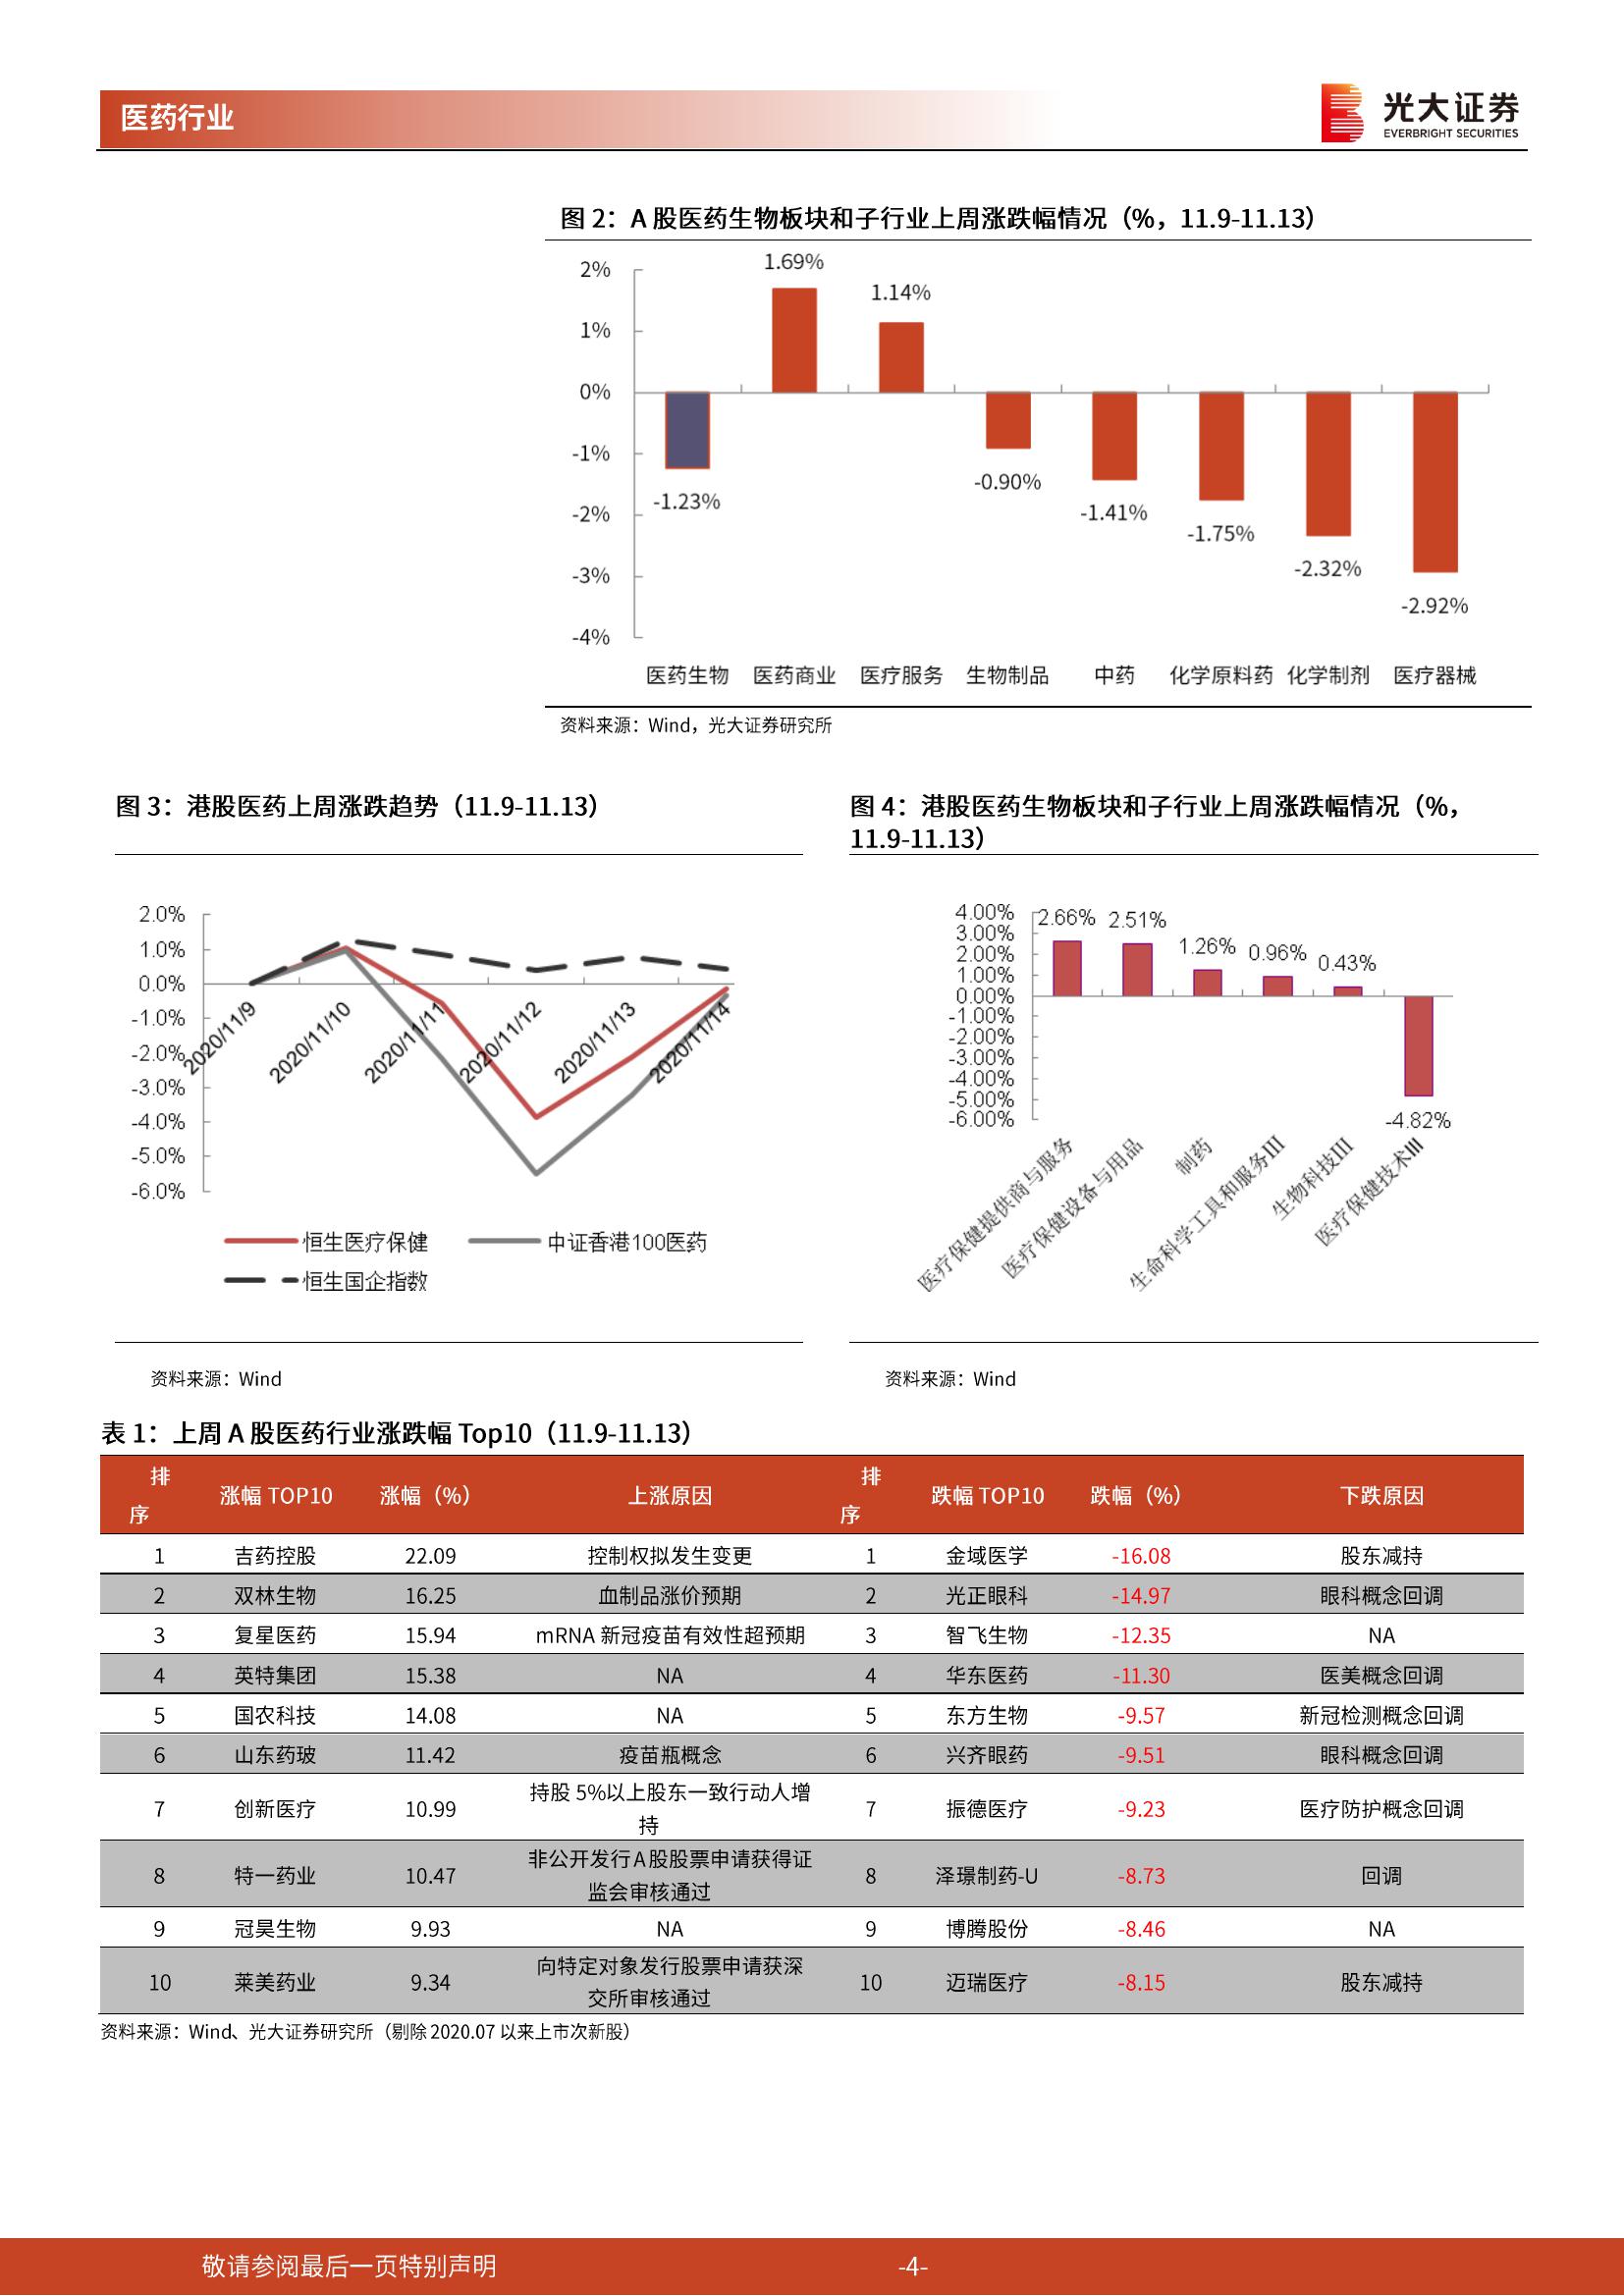 医药行业
光大证券
EVERBRIGHT SECURITIES
图 2：A 股医药生物板块和子行业上周涨跌幅情况（%，11.9-11.13）
2%
1%
0%
-1%
-2%
-3%
-4%
1.69%
1.14%
-1.23%
-0.90%
-1.41%
-1.75%
-2.32%
-2.92%
医药生物 医药商业 医疗服务 生物制品 中药 化学原料药 化学制剂 医疗器械
资料来源：Wind，光大证券研究所
图 3：港股医药上周涨跌趋势（11.9-11.13）
2.0%
1.0%
0.0%
-1.0%
-2.0%
-3.0%
-4.0%
-5.0%
-6.0%
2020/11/9
2020/11/10
2020/11/11
2020/11/12
2020/11/13
2020/11/14
恒生医疗保健 中证香港100医药
恒生国企指数
资料来源：Wind
图 4：港股医药生物板块和子行业上周涨跌幅情况（%，
11.9-11.13）
4.00%
3.00%
2.00%
1.00%
0.00%
-1.00%
-2.00%
-3.00%
-4.00%
-5.00%
-6.00%
2.66%
2.51%
1.26%
0.96%
0.43%
-4.82%
医疗保健提供商与服务
医疗保健设备与用品
制药
生命科学工具和服务III
生物科技III
医疗保健技术III
资料来源：Wind
表 1：上周 A 股医药行业涨跌幅 Top10（11.9-11.13）
排序 涨幅 TOP10 涨幅（%） 上涨原因 排序 跌幅 TOP10 跌幅（%） 下跌原因
1 吉药控股 22.09 控制权拟发生变更 1 金域医学 -16.08 股东减持
2 双林生物 16.25 血制品涨价预期 2 光正眼科 -14.97 眼科概念回调
3 复星医药 15.94 mRNA 新冠疫苗有效性超预期 3 智飞生物 -12.35 NA
4 英特集团 15.38 NA 4 华东医药 -11.30 医美概念回调
5 国农科技 14.08 NA 5 东方生物 -9.57 新冠检测概念回调
6 山东药玻 11.42 疫苗瓶概念 6 兴齐眼药 -9.51 眼科概念回调
7 创新医疗 10.99 持股 5%以上股东一致行动人增持 7 振德医疗 -9.23 医疗防护概念回调
8 特一药业 10.47 非公开发行A股股票申请获得证监会审核通过 8 泽璟制药-U -8.73 回调
9 冠昊生物 9.93 NA 9 博腾股份 -8.46 NA
10 莱美药业 9.34 向特定对象发行股票申请获深交所审核通过 10 迈瑞医疗 -8.15 股东减持
资料来源：Wind、光大证券研究所（剔除 2020.07 以来上市次新股）
敬请参阅最后一页特别声明 -4-